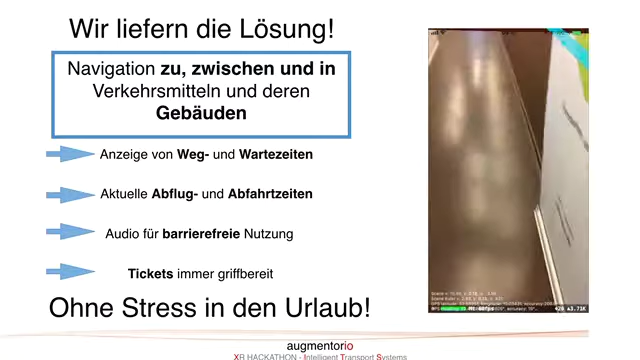 Wir liefern die Lösung!
Navigation zu, zwischen und in
Verkehrsmitteln und deren
Gebäuden
Anzeige von Weg- und Wartezeiten
Aktuelle Abflug- und Abfahrtzeiten
Audio für barrierefreie Nutzung
Tickets immer griffbereit
Ohne Stress in den Urlaub!
augmentorio
XR HACKATHON - Intelligent Transport Systems